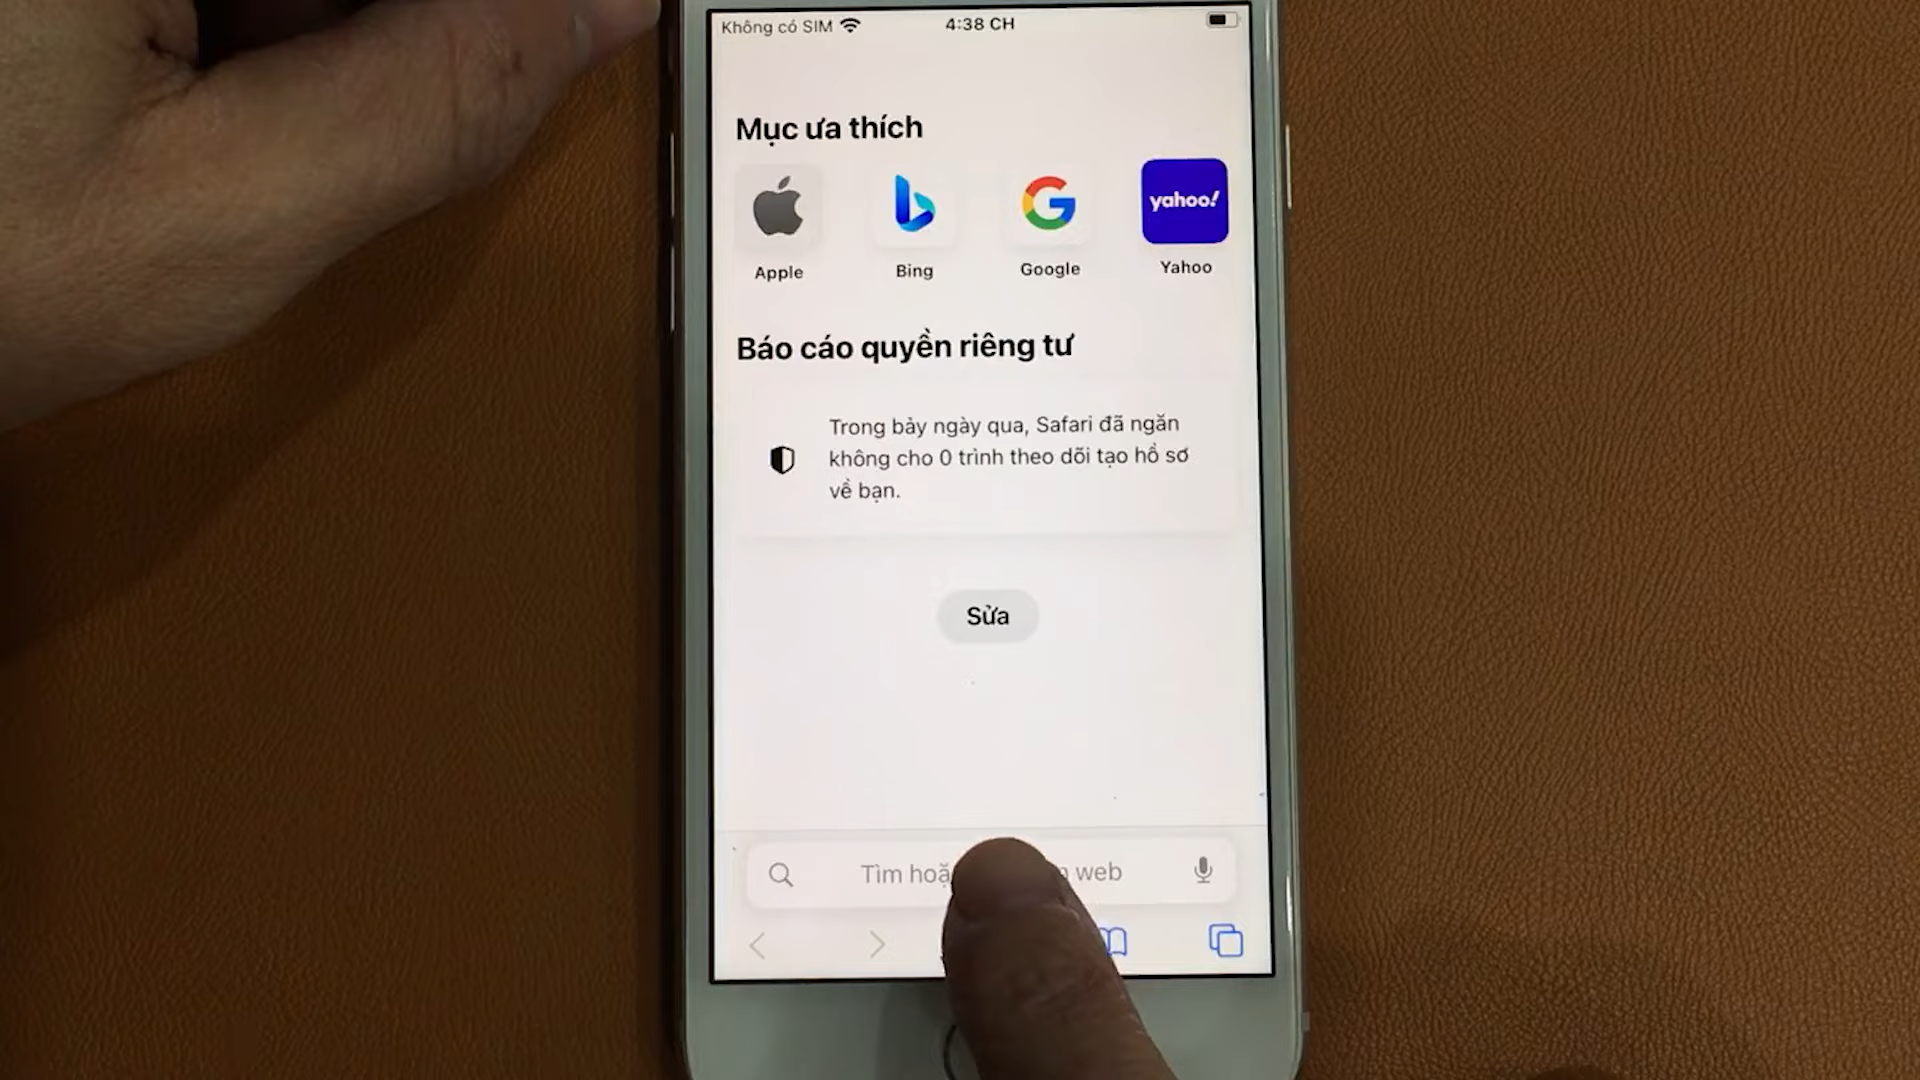 Không có SIM
4:38 CH
Mục ưa thích
yahoo!
Apple
Bing
Google
Yahoo
Báo cáo quyền riêng tư
Trong bảy ngày qua, Safari đã ngăn
không cho 0 trình theo dõi tạo hồ sơ
về bạn.
Sửa
Tìm web